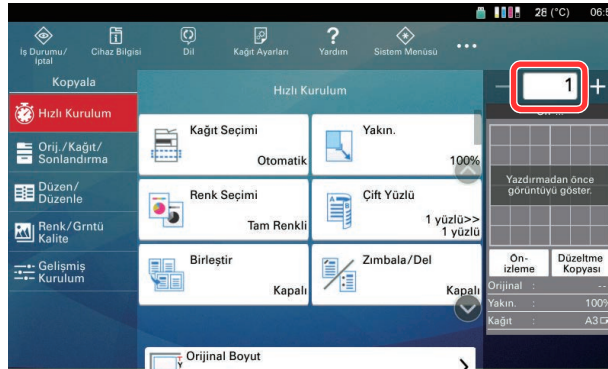 28 (°C) 06:5
İş Durumu/
İptal
Cihaz Bilgisi
Dil
Kağıt Ayarları
Yardım
Sistem Menüsü
Kopyala
Hızlı Kurulum
1
Hızlı Kurulum
Orij./Kağıt/
Sonlandırma
Düzen/
Düzenle
Renk/Grntü
Kalite
Gelişmiş
Kurulum
Kağıt Seçimi
Otomatik
Yakın.
100%
Renk Seçimi
Tam Renkli
Çift Yüzlü
1 yüzlü>>
1 yüzlü
Birleştir
Kapalı
Zımbala/Del
Kapalı
Orijinal Boyut
Yazdırmadan önce
görüntüyü göster.
Ön-
izleme
Düzeltme
Kopyası
Orijinal : --
Yakın. : 100%
Kağıt : A3